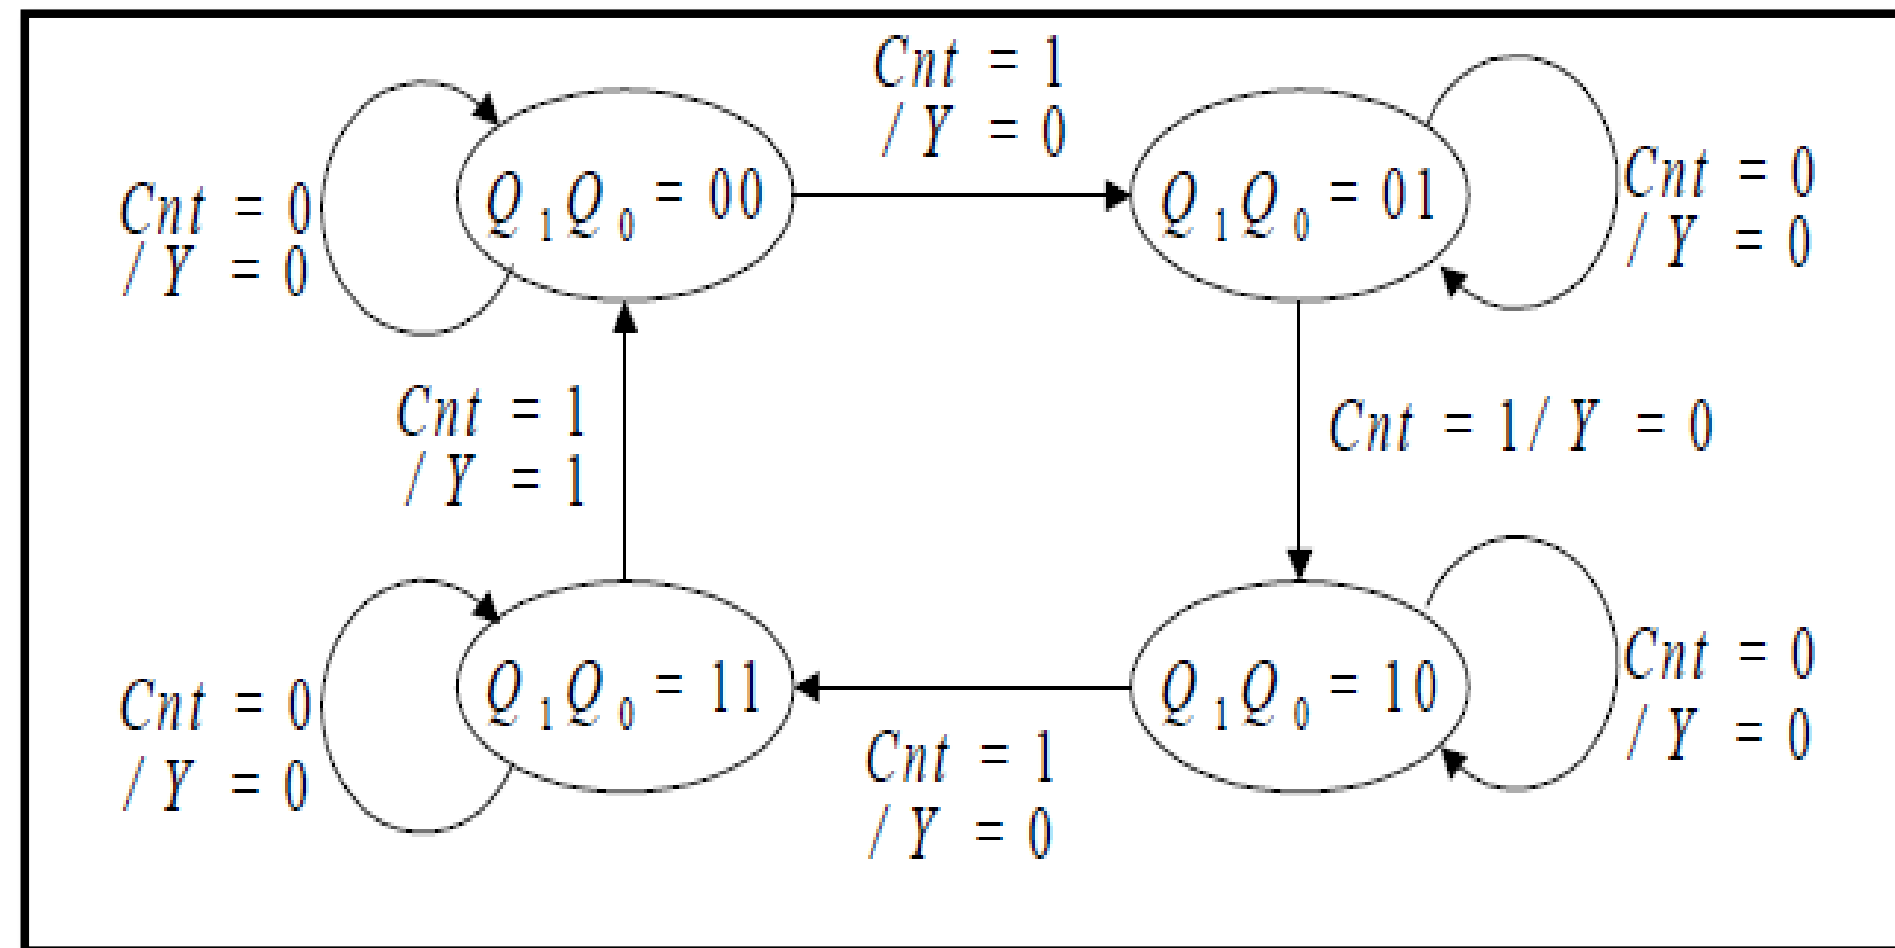 Cnt = 1
/ Y = 0
Cnt = 0
/ Y = 0
Q₁Q₀ = 00
Q₁Q₀ = 01
Cnt = 0
/ Y = 0
Cnt = 1
/ Y = 1
Cnt = 1/ Y = 0
Cnt = 0
/ Y = 0
Q₁Q₀ = 11
Q₁Q₀ = 10
Cnt = 0
/ Y = 0
Cnt = 1
/ Y = 0